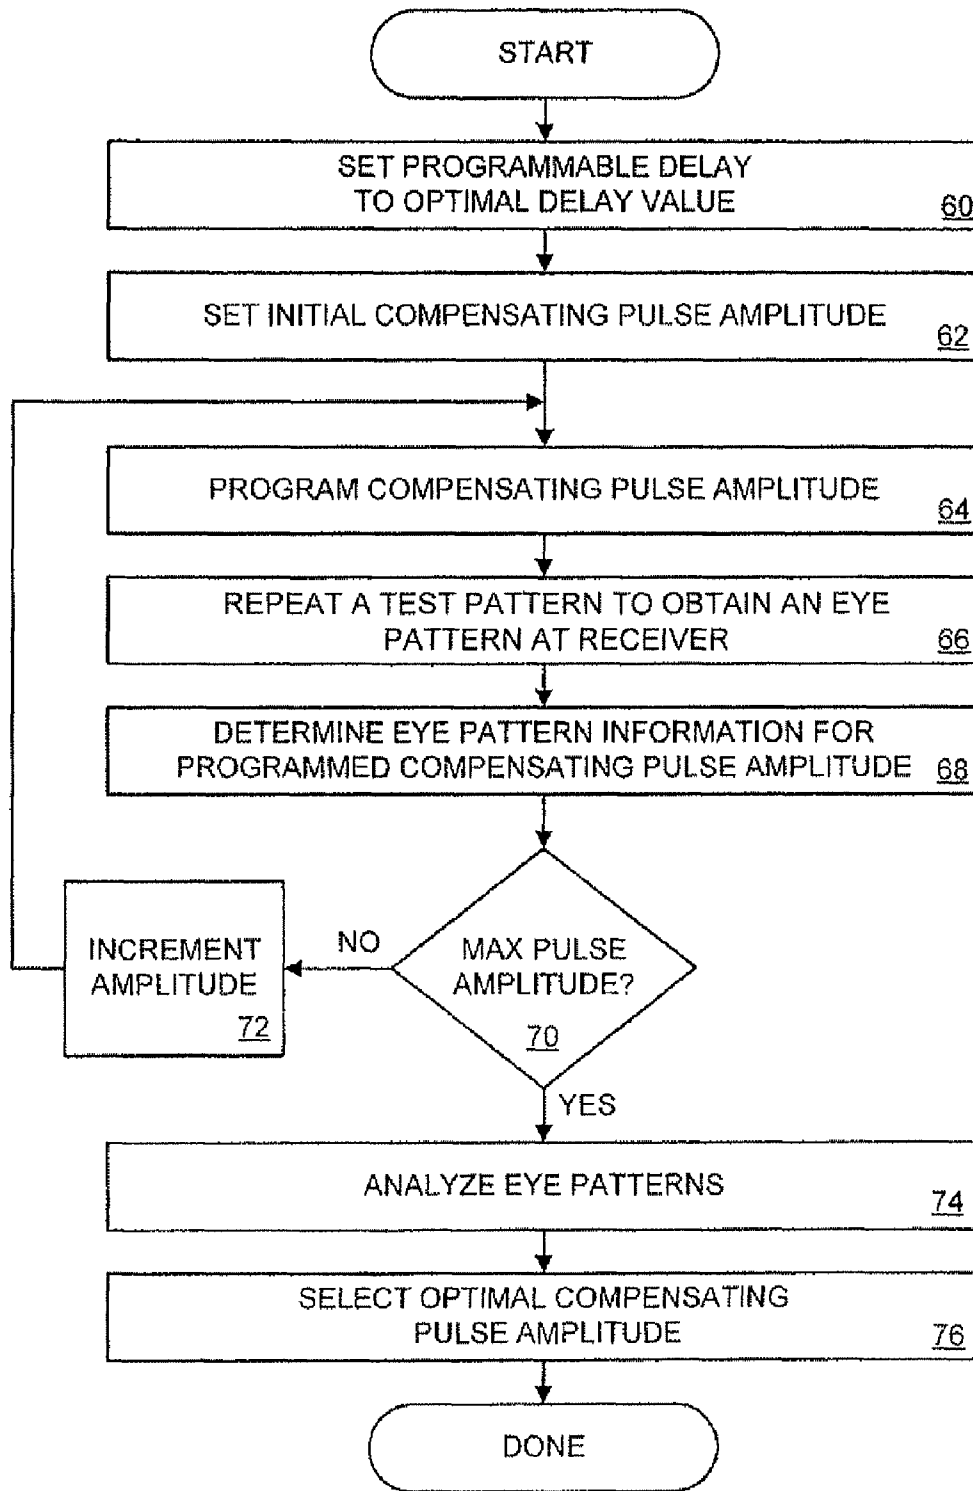 START
SET PROGRAMMABLE DELAY
TO OPTIMAL DELAY VALUE
60
SET INITIAL COMPENSATING PULSE AMPLITUDE
62
PROGRAM COMPENSATING PULSE AMPLITUDE
64
REPEAT A TEST PATTERN TO OBTAIN AN EYE
PATTERN AT RECEIVER
66
DETERMINE EYE PATTERN INFORMATION FOR
PROGRAMMED COMPENSATING PULSE AMPLITUDE
68
INCREMENT
AMPLITUDE
72
NO
MAX PULSE
AMPLITUDE?
70
YES
ANALYZE EYE PATTERNS
74
SELECT OPTIMAL COMPENSATING
PULSE AMPLITUDE
76
DONE